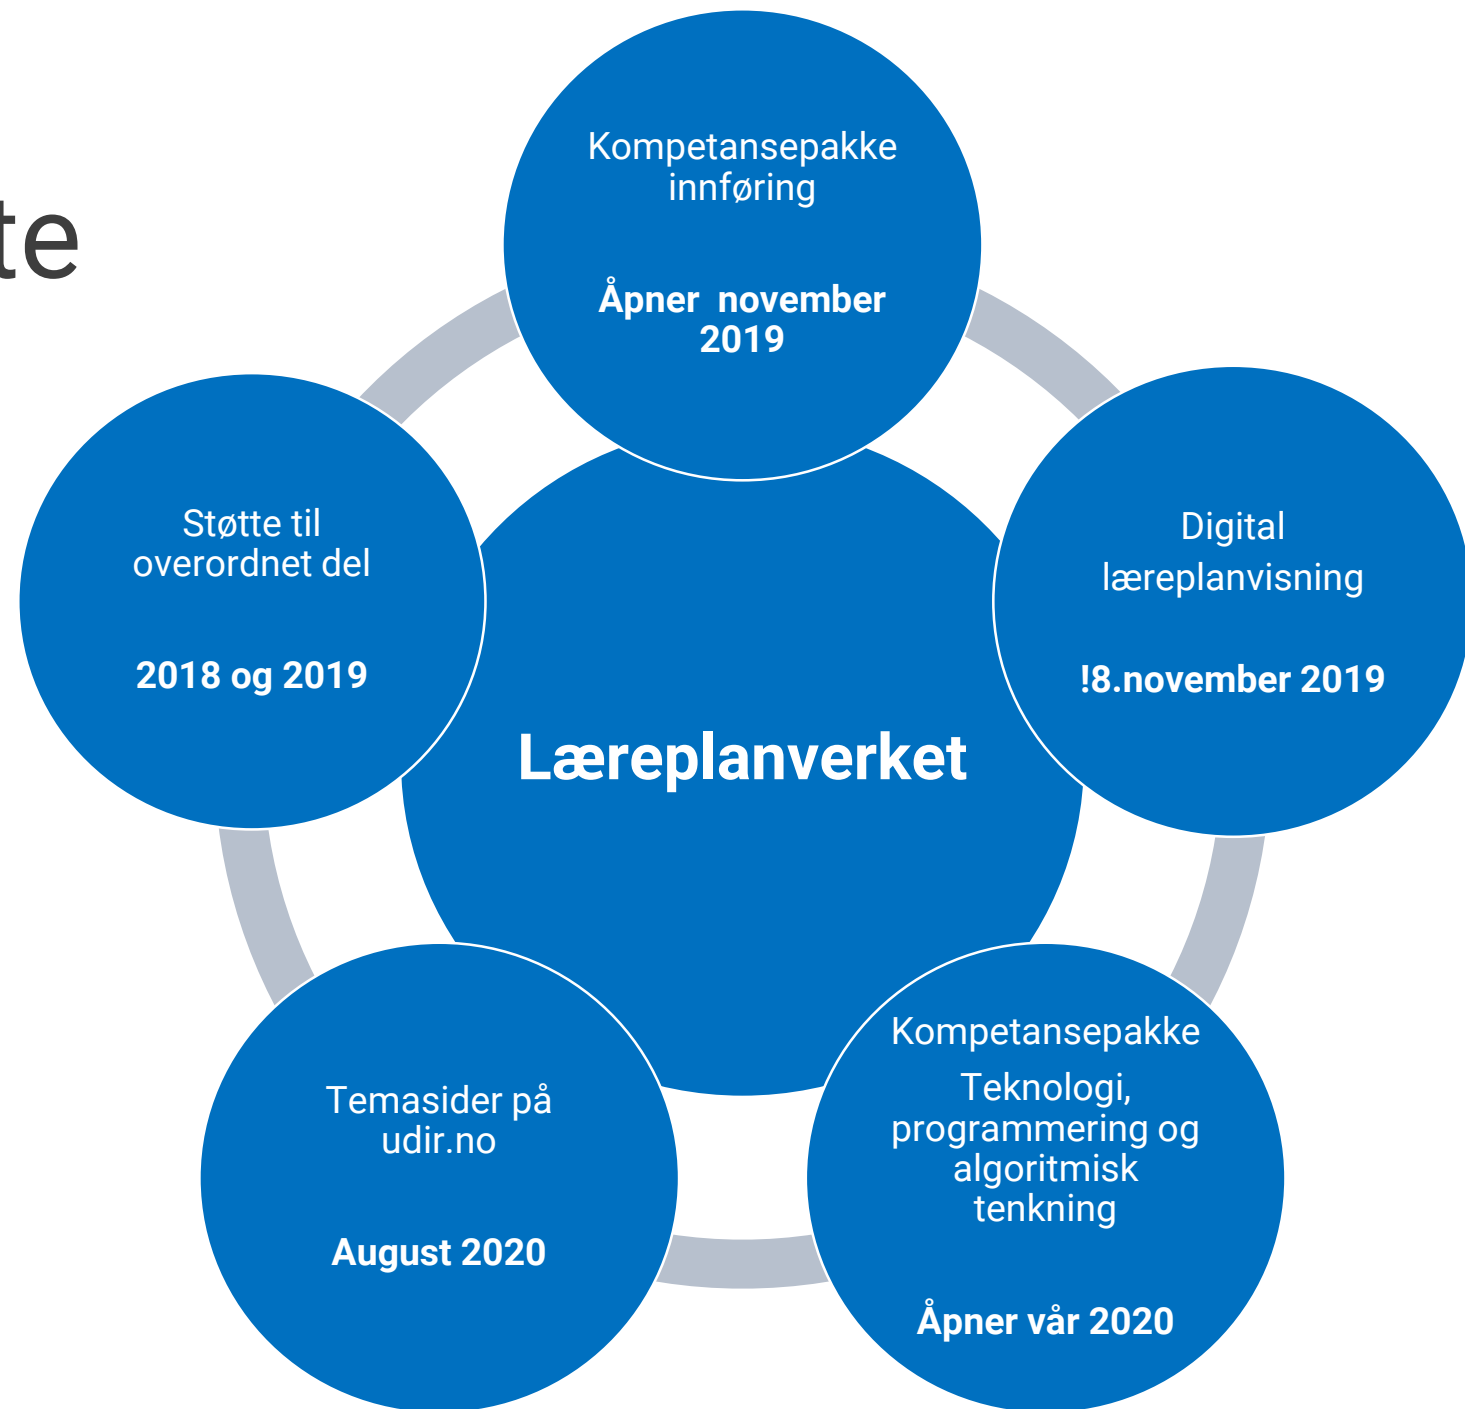 te
Kompetansepakke
innføring
Åpner november
2019
Støtte til
overordnet del
2018 og 2019
Digital
læreplanvisning
!8.november 2019
Læreplanverket
Temasider på
udir.no
August 2020
Kompetansepakke
Teknologi,
programmering og
algoritmisk
tenkning
Åpner vår 2020